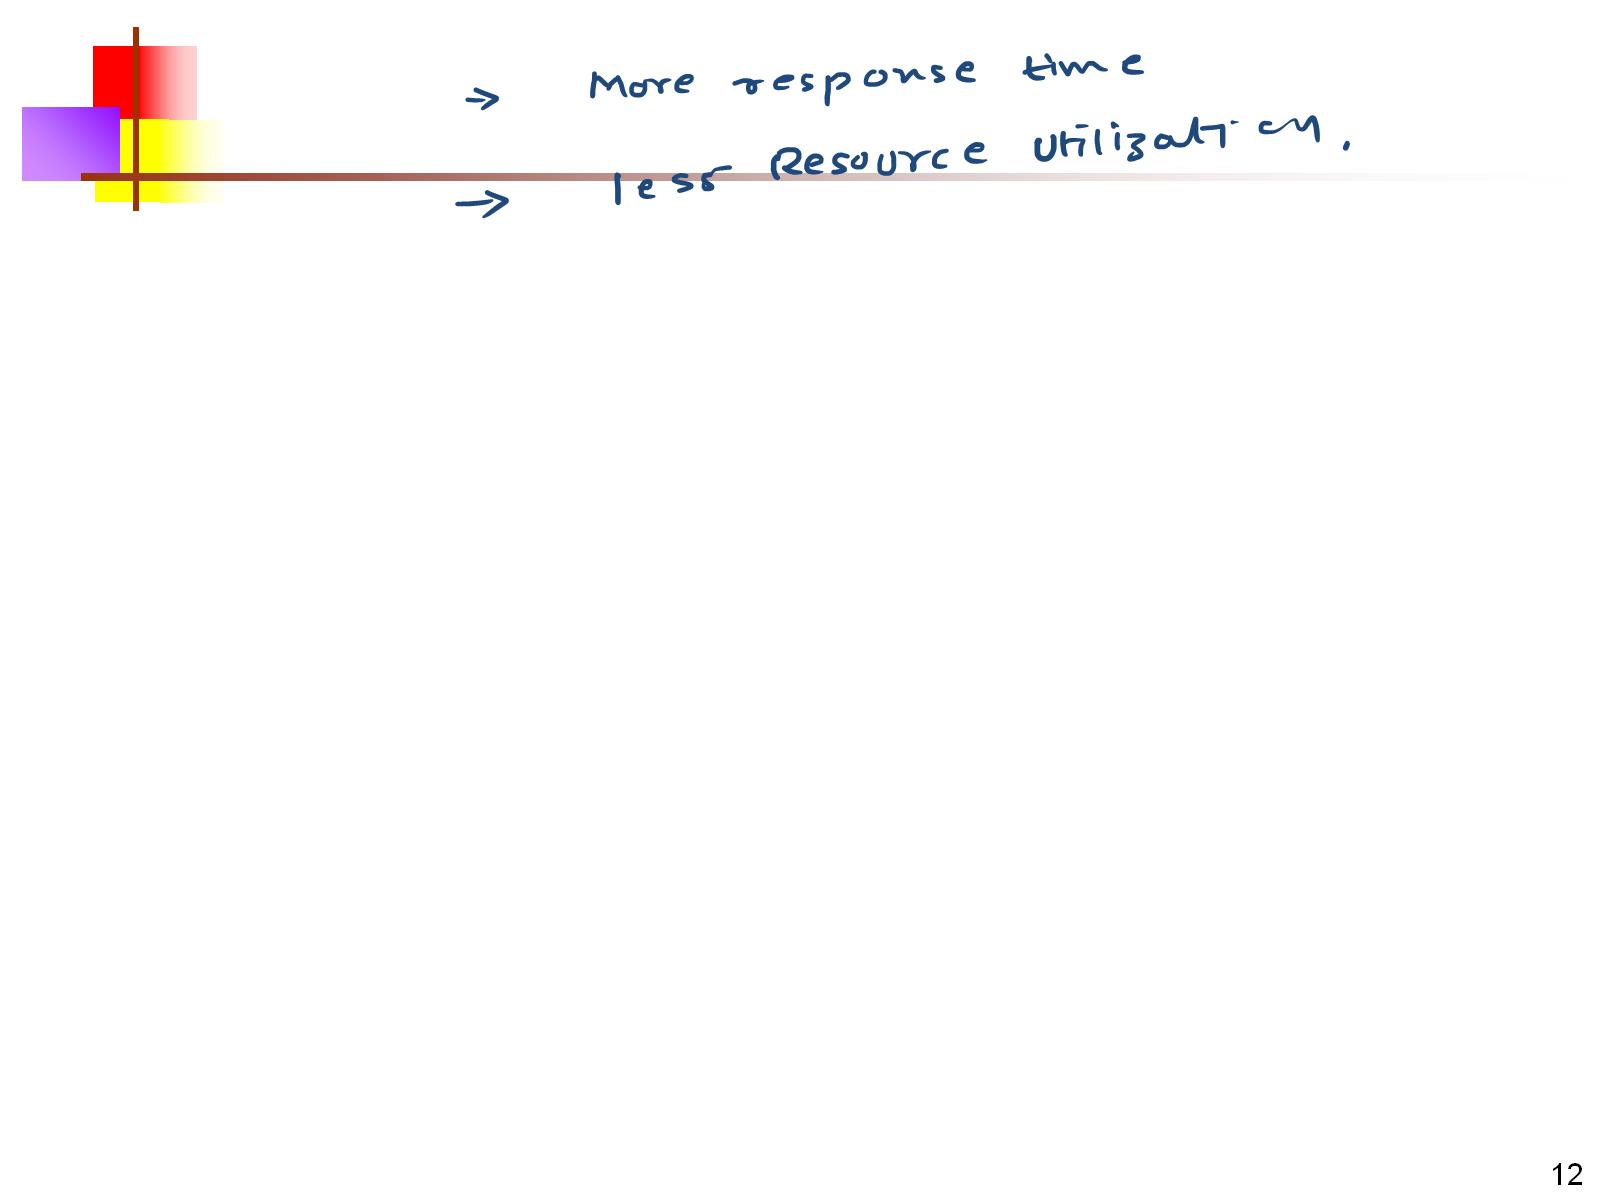 → More response time
→ less Resource utilization.
12